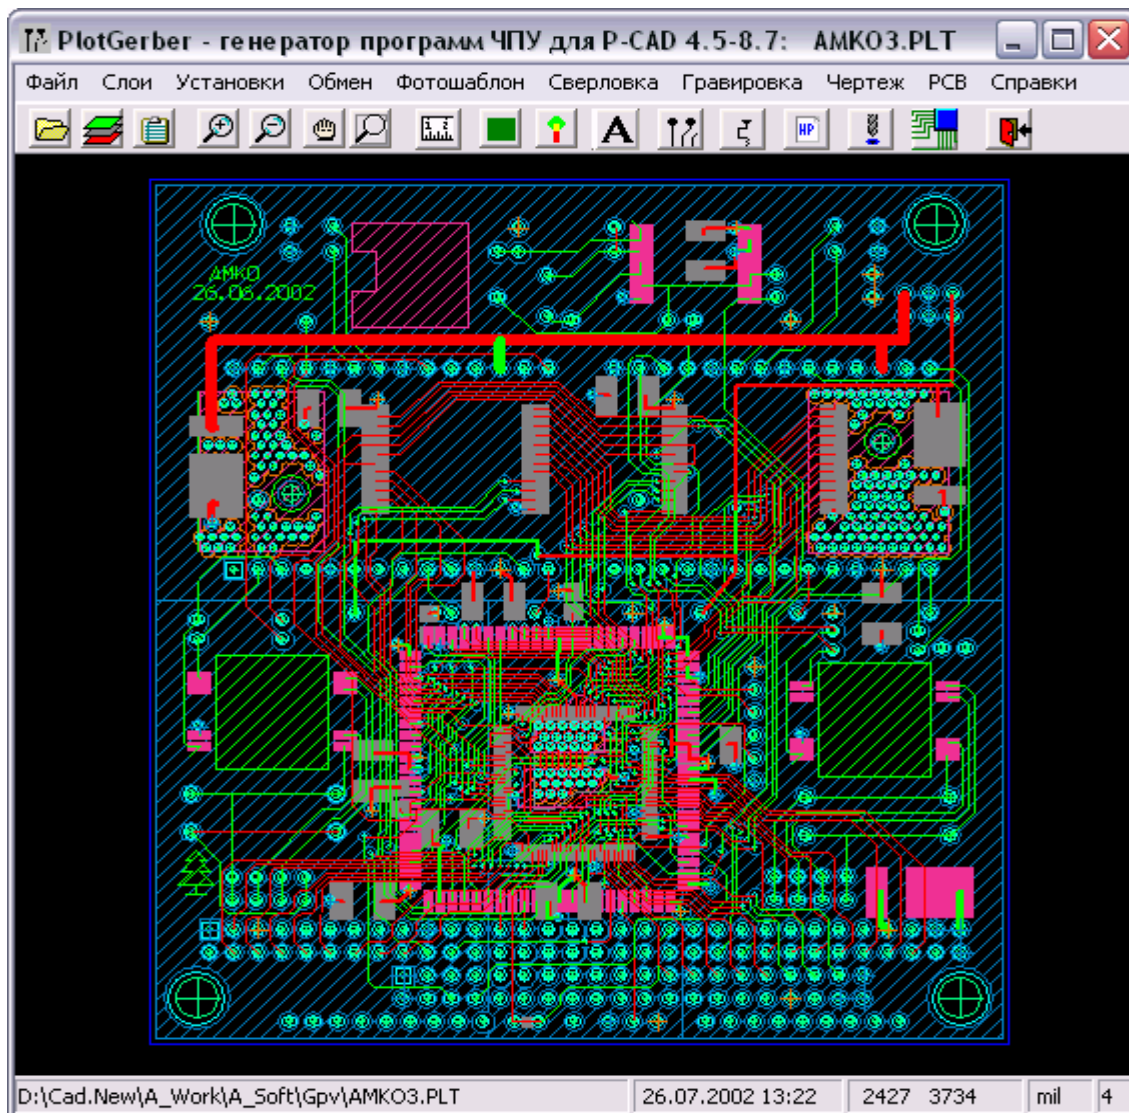 PlotGerber - генератор программ ЧПУ для P-CAD 4.5-8.7: AMKO3.PLT
Файл Слои Установки Обмен Фотошаблон Сверловка Гравировка Чертеж PCB Справки
A HP
АМКО
26.06.2002
D:\Cad.New\A_Work\A_Soft\Gpv\AMKO3.PLT 26.07.2002 13:22 2427 3734 mil 4